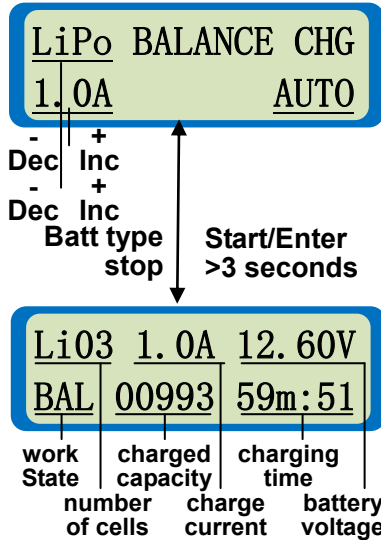 LiPo BALANCE CHG
1.0A AUTO
- +
Dec Inc
- +
Dec Inc
Batt type
stop
Start/Enter
>3 seconds
Li03 1.0A 12.60V
BAL 00993 59m:51
work State
charged capacity
charging time
number of cells
charge current
battery voltage